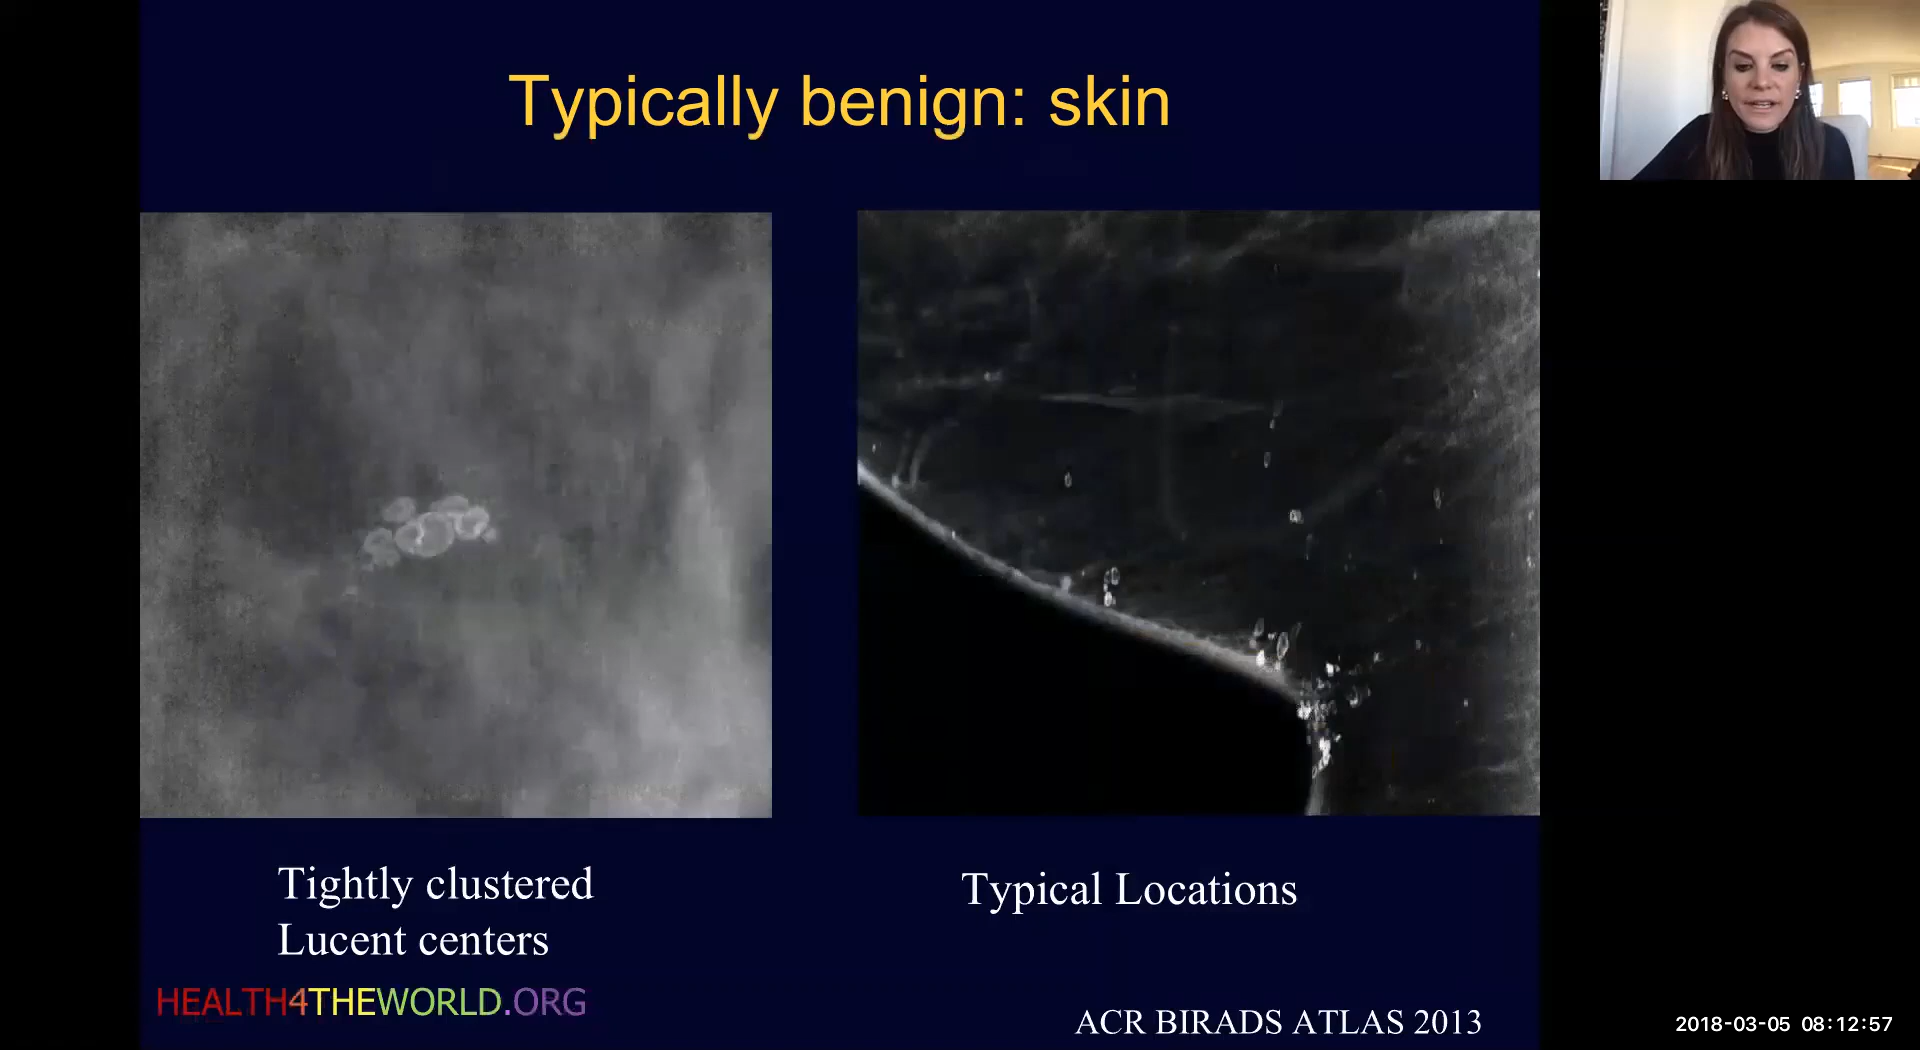 Typically benign: skin
Tightly clustered
Lucent centers
Typical Locations
HEALTH4THEWORLD.ORG
ACR BIRADS ATLAS 2013
2018-03-05 08:12:57